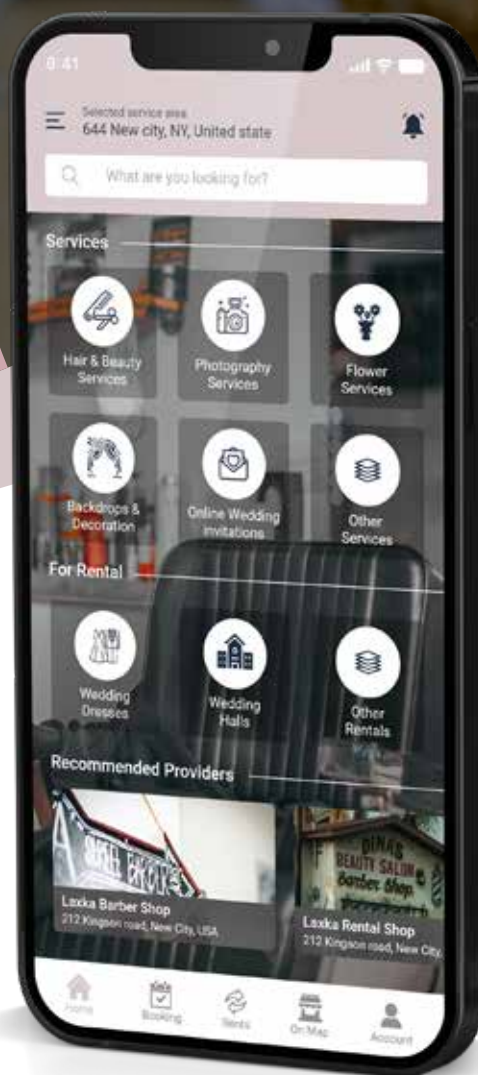 8:41
Selected service area
644 New city, NY, United state
What are you looking for?
Services
Hair & Beauty
Services
Photography
Services
Flower
Services
Backdrops &
Decoration
Online Wedding
Invitations
Other
Services
For Rental
Wedding
Dresses
Wedding
Halls
Other
Rentals
Recommended Providers
DINAS
BEAUTY SALON
Barber Shop
Laxka Barber Shop
212 Kingson road, New City, USA
Laxka Rental Shop
212 Kingson road, New City,
Home
Booking
Rents
On Map
Account